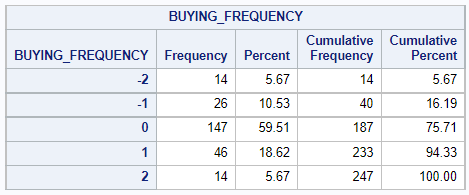 BUYING_FREQUENCY
BUYING_FREQUENCY Frequency Percent Cumulative Frequency Cumulative Percent
-2 14 5.67 14 5.67
-1 26 10.53 40 16.19
0 147 59.51 187 75.71
1 46 18.62 233 94.33
2 14 5.67 247 100.00